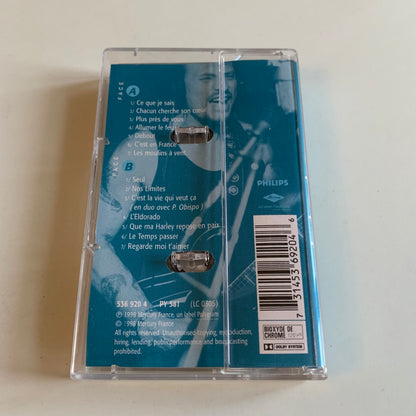 FACE A
1/ Ce que je sais
2/ Chacun cherche son cœur
3/ Plus près de vous
4/ Allumer le feu
5/ Debout
6/ C'est en France
7/ Les moulins à vent
FACE B
1/ Seul
2/ Nos Limites
3/ C'est la vie qui veut ça
(en duo avec P. Obispo)
4/ L'Eldorado
5/ Que ma Harley repose en paix
6/ Le Temps passer
7/ Regarde moi t'aimer
PHILIPS
536 920 4 PY 581 (LC 0305)
℗ 1998 Mercury France, un label PolyGram
© 1998 Mercury France
All rights reserved. Unauthorised copying, reproduction,
hiring, lending, public performance and broadcasting
prohibited.
7 31453 69204 6
BIOXYDE DE
CHROME
DOLBY SYSTEM